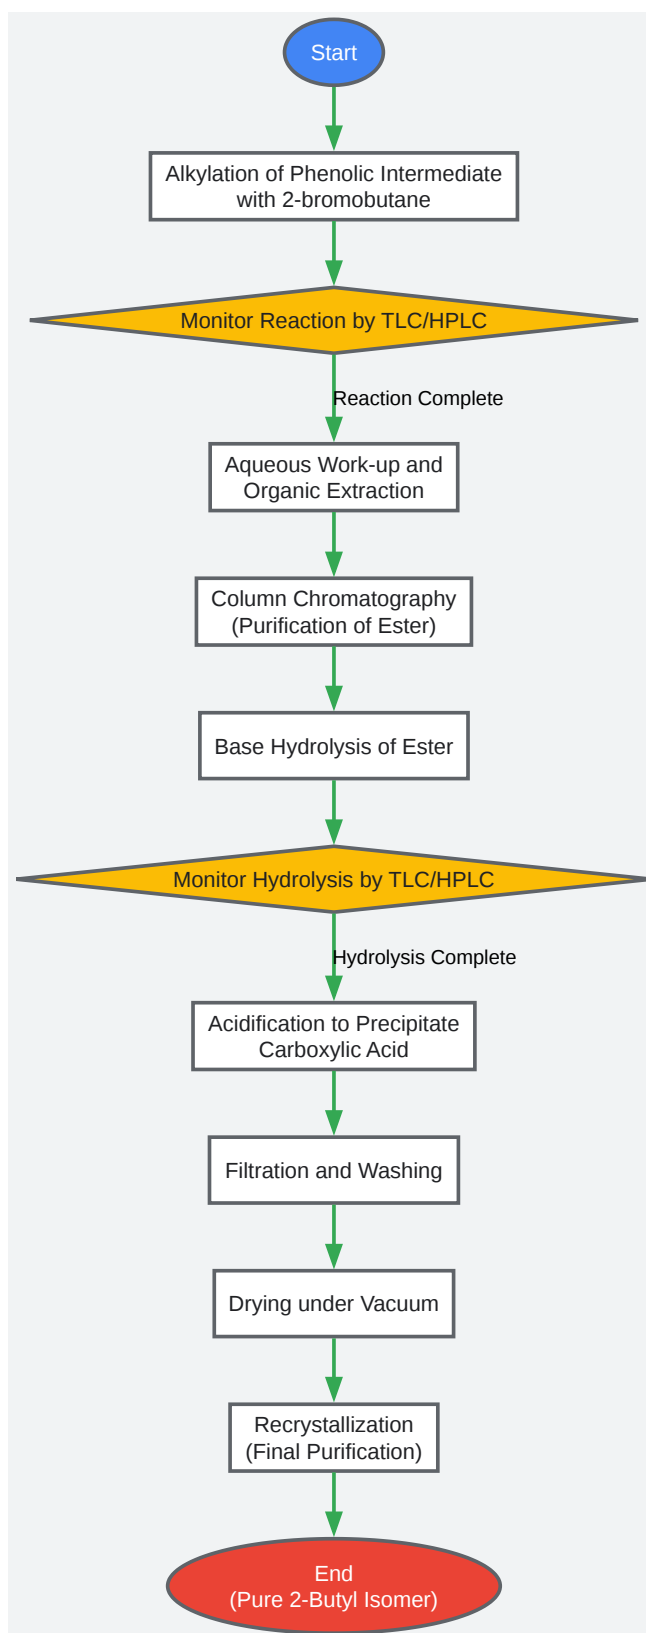 Start
Alkylation of Phenolic Intermediate
with 2-bromobutane
Monitor Reaction by TLC/HPLC
Reaction Complete
Aqueous Work-up and
Organic Extraction
Column Chromatography
(Purification of Ester)
Base Hydrolysis of Ester
Monitor Hydrolysis by TLC/HPLC
Hydrolysis Complete
Acidification to Precipitate
Carboxylic Acid
Filtration and Washing
Drying under Vacuum
Recrystallization
(Final Purification)
End
(Pure 2-Butyl Isomer)